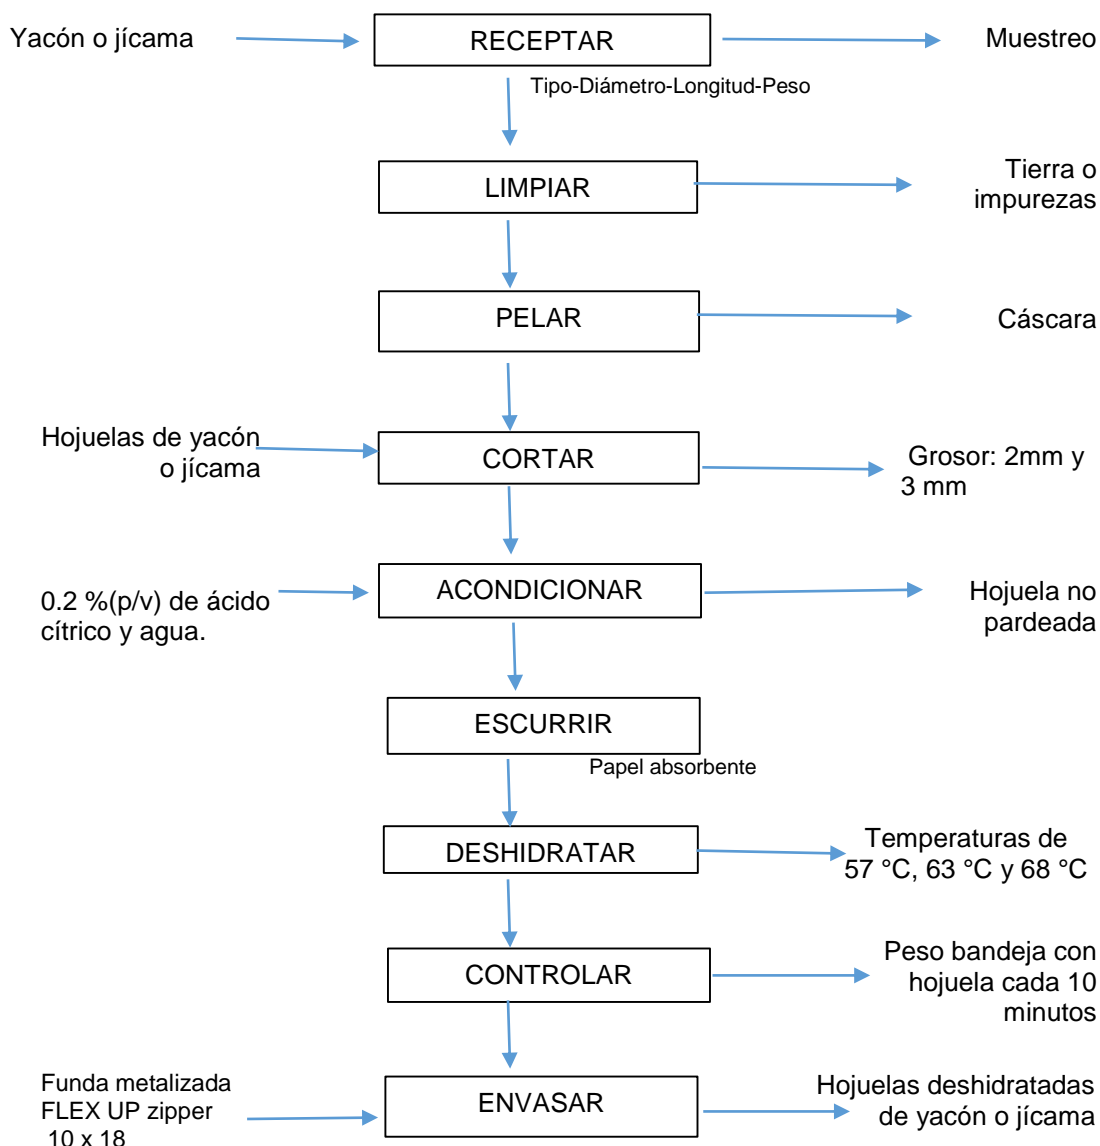 Yacón o jícama
RECEPTAR
Muestreo
Tipo-Diámetro-Longitud-Peso
LIMPIAR
Tierra o
impurezas
PELAR
Cáscara
Hojuelas de yacón
o jícama
CORTAR
Grosor: 2mm y
3 mm
0.2 %(p/v) de ácido
cítrico y agua.
ACONDICIONAR
Hojuela no
pardeada
ESCURRIR
Papel absorbente
DESHIDRATAR
Temperaturas de
57 °C, 63 °C y 68 °C
CONTROLAR
Peso bandeja con
hojuela cada 10
minutos
Funda metalizada
FLEX UP zipper
10 x 18
ENVASAR
Hojuelas deshidratadas
de yacón o jícama